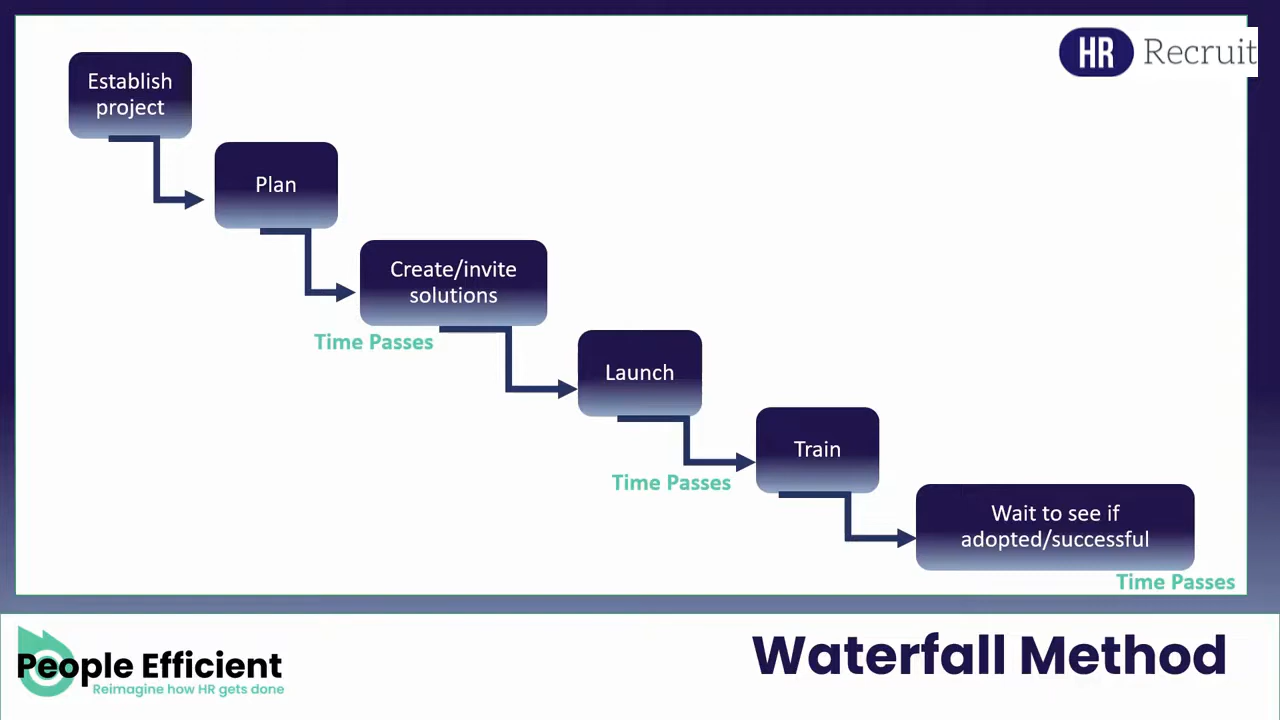 HR Recruit
Establish
project
Plan
Create/invite
solutions
Time Passes
Launch
Train
Time Passes
Wait to see if
adopted/successful
Time Passes
People Efficient
Reimagine how HR gets done
Waterfall Method